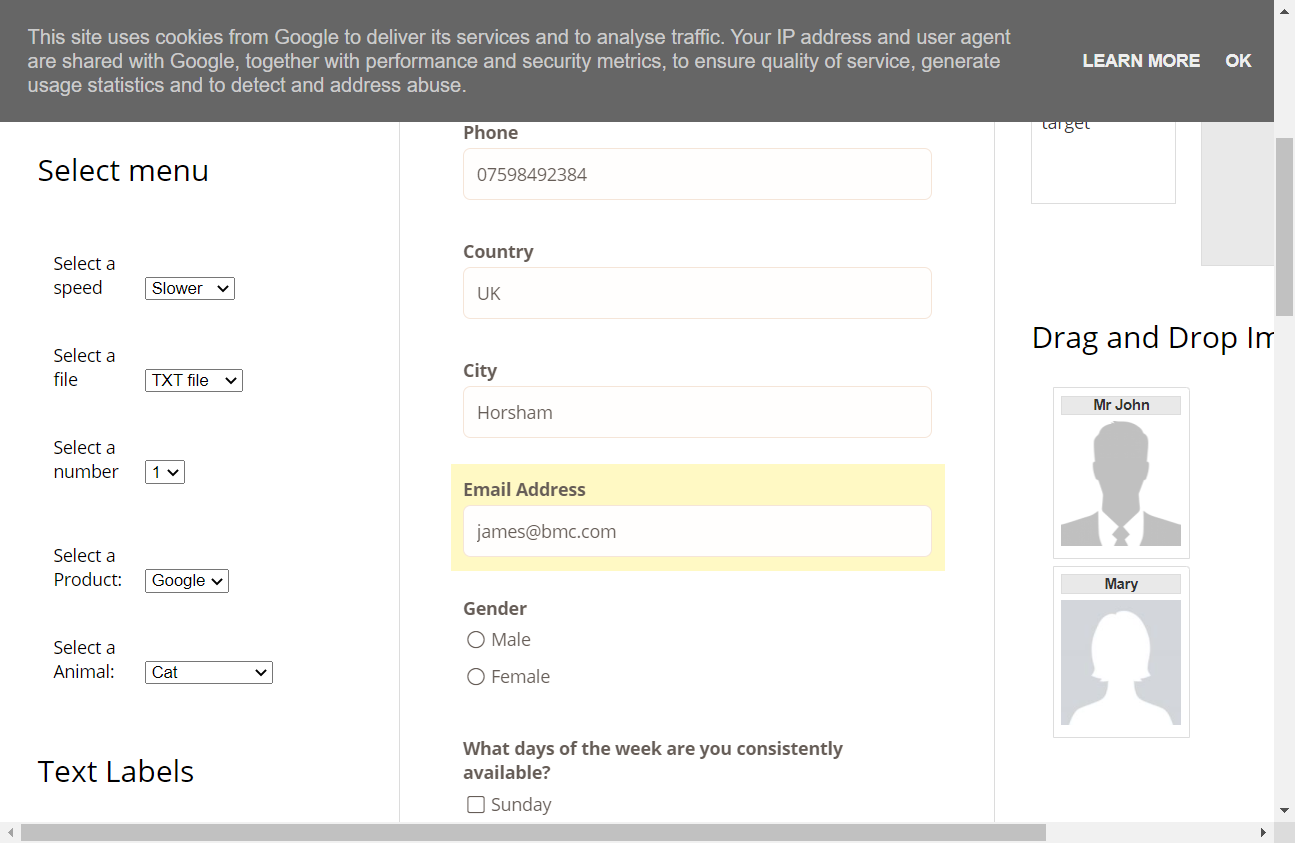 This site uses cookies from Google to deliver its services and to analyse traffic. Your IP address and user agent
are shared with Google, together with performance and security metrics, to ensure quality of service, generate
usage statistics and to detect and address abuse.
LEARN MORE
OK
Select menu
Select a
speed
Slower
Select a
file
TXT file
Select a
number
1
Select a
Product:
Google
Select a
Animal:
Cat
Text Labels
Phone
07598492384
Country
UK
City
Horsham
Email Address
james@bmc.com
Gender
Male
Female
What days of the week are you consistently
available?
Sunday
target
Drag and Drop Im
Mr John
Mary